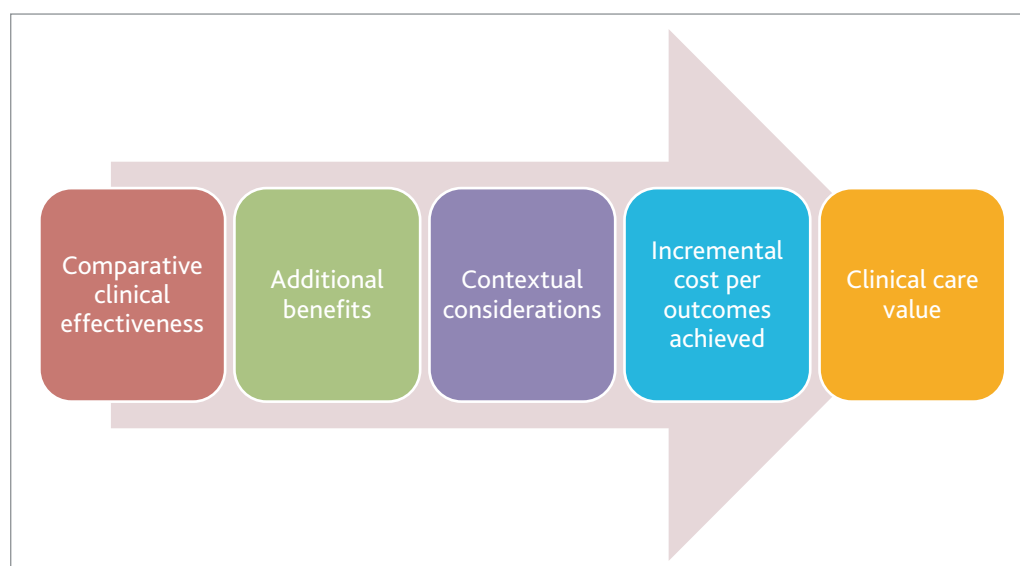 Comparative
clinical
effectiveness
Additional
benefits
Contextual
considerations
Incremental
cost per
outcomes
achieved
Clinical care
value